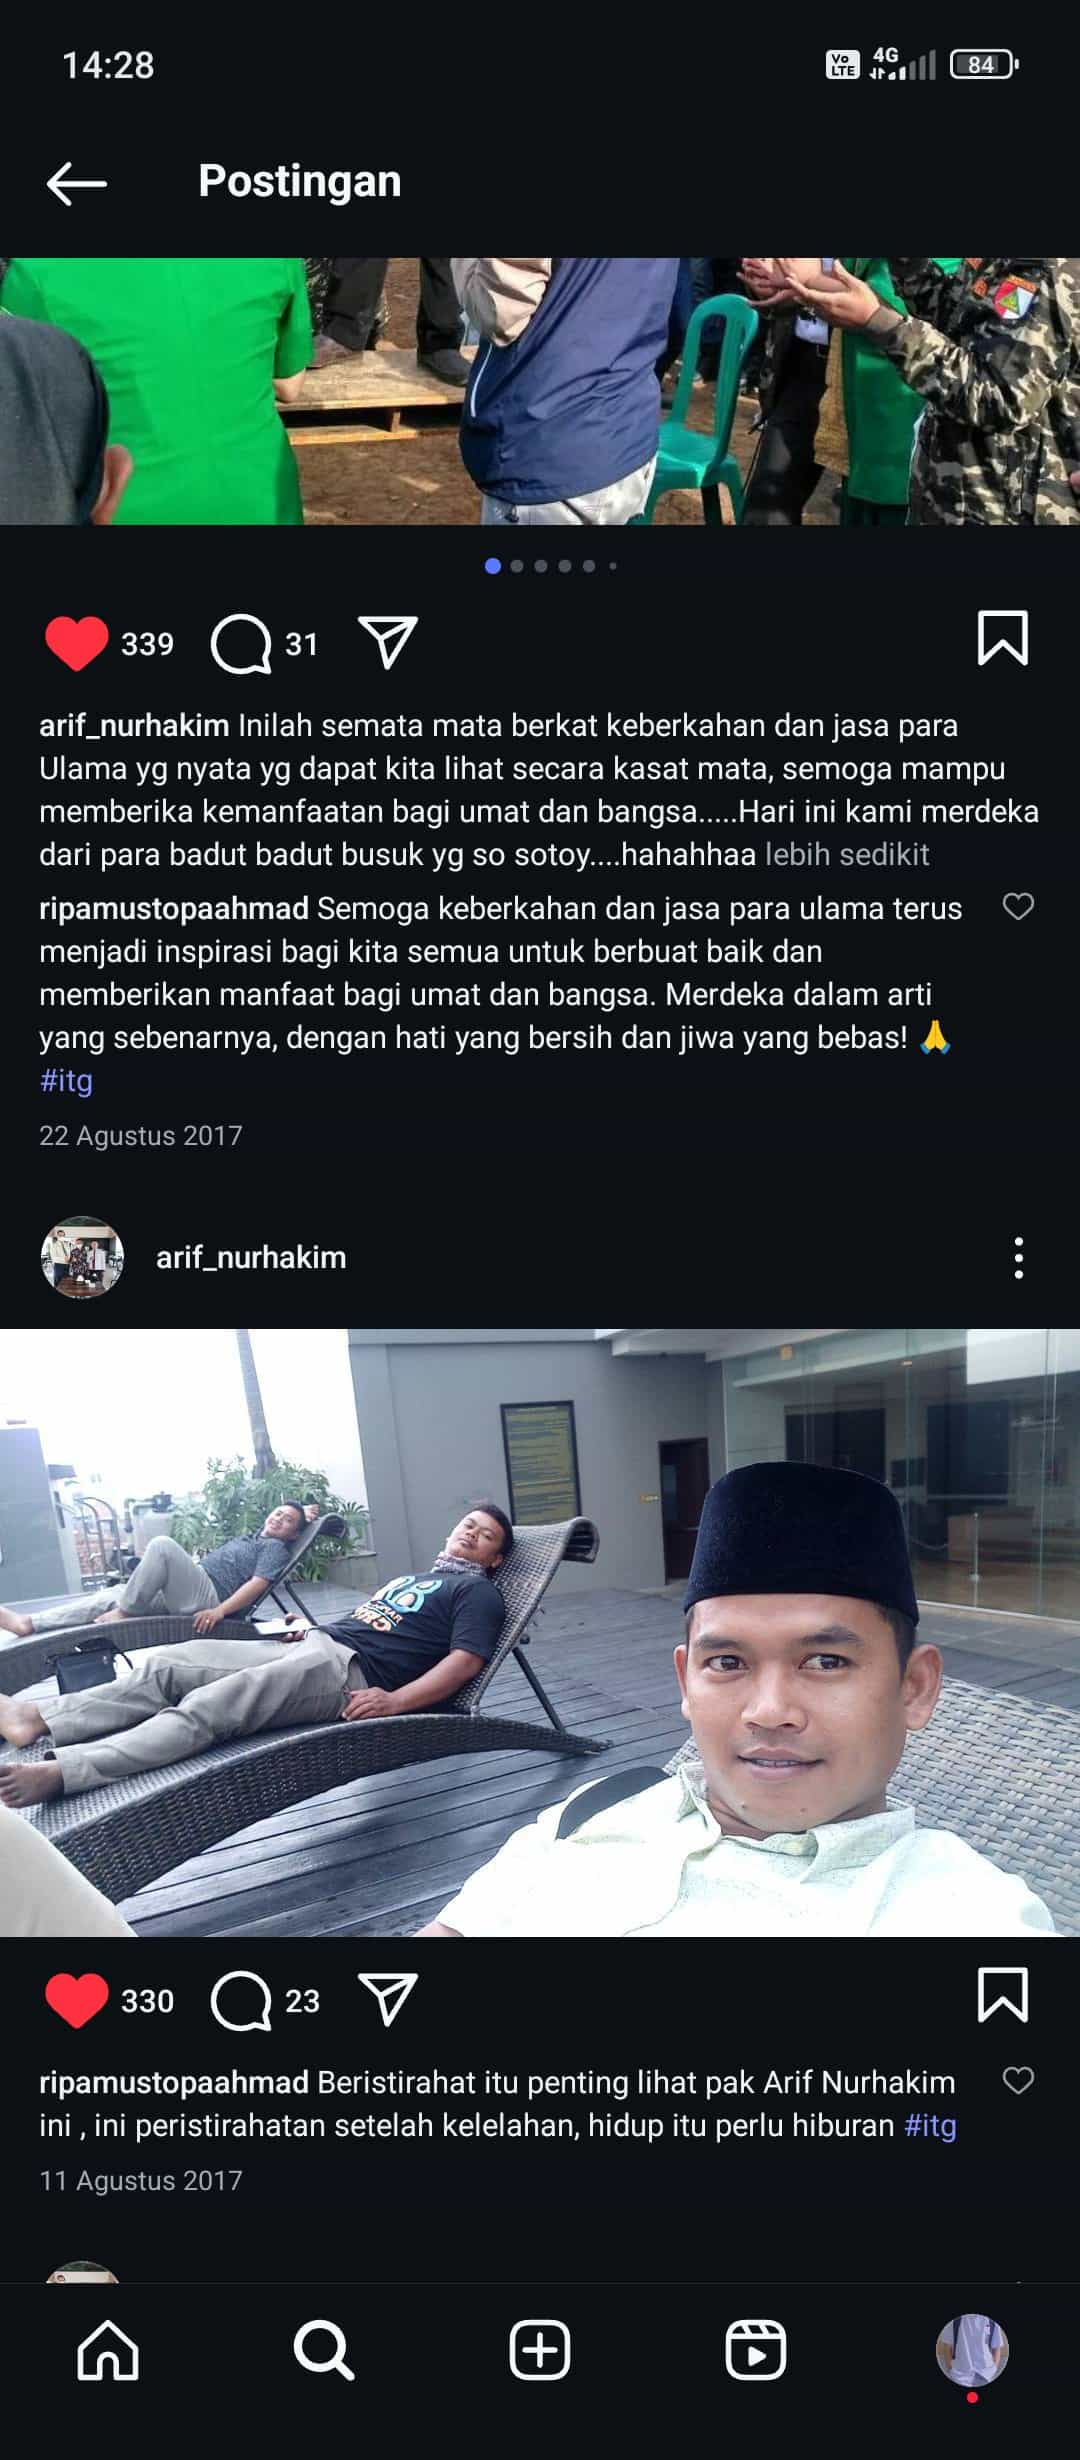 14:28
Vo
LTE
4G
84
Postingan
339
31
arif_nurhakim Inilah semata mata berkat keberkahan dan jasa para
Ulama yg nyata yg dapat kita lihat secara kasat mata, semoga mampu
memberika kemanfaatan bagi umat dan bangsa.....Hari ini kami merdeka
dari para badut badut busuk yg so sotoy....hahahhaa lebih sedikit
ripamustopaahmad Semoga keberkahan dan jasa para ulama terus
menjadi inspirasi bagi kita semua untuk berbuat baik dan
memberikan manfaat bagi umat dan bangsa. Merdeka dalam arti
yang sebenarnya, dengan hati yang bersih dan jiwa yang bebas! 🙏
#itg
22 Agustus 2017
arif_nurhakim
330
23
ripamustopaahmad Beristirahat itu penting lihat pak Arif Nurhakim
ini , ini peristirahatan setelah kelelahan, hidup itu perlu hiburan #itg
11 Agustus 2017